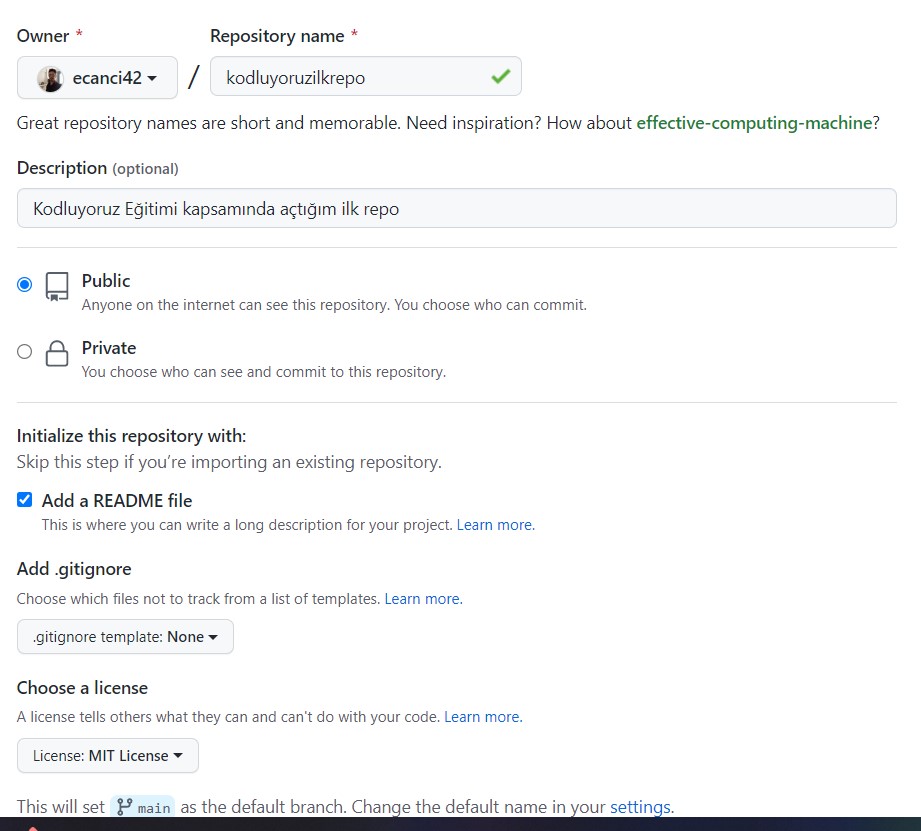 Owner *
Repository name *
ecanci42
/
kodluyoruzilkrepo
Great repository names are short and memorable. Need inspiration? How about effective-computing-machine?
Description (optional)
Kodluyoruz Eğitimi kapsamında açtığım ilk repo
Public
Anyone on the internet can see this repository. You choose who can commit.
Private
You choose who can see and commit to this repository.
Initialize this repository with:
Skip this step if you’re importing an existing repository.
Add a README file
This is where you can write a long description for your project. Learn more.
Add .gitignore
Choose which files not to track from a list of templates. Learn more.
.gitignore template: None
Choose a license
A license tells others what they can and can't do with your code. Learn more.
License: MIT License
This will set main as the default branch. Change the default name in your settings.